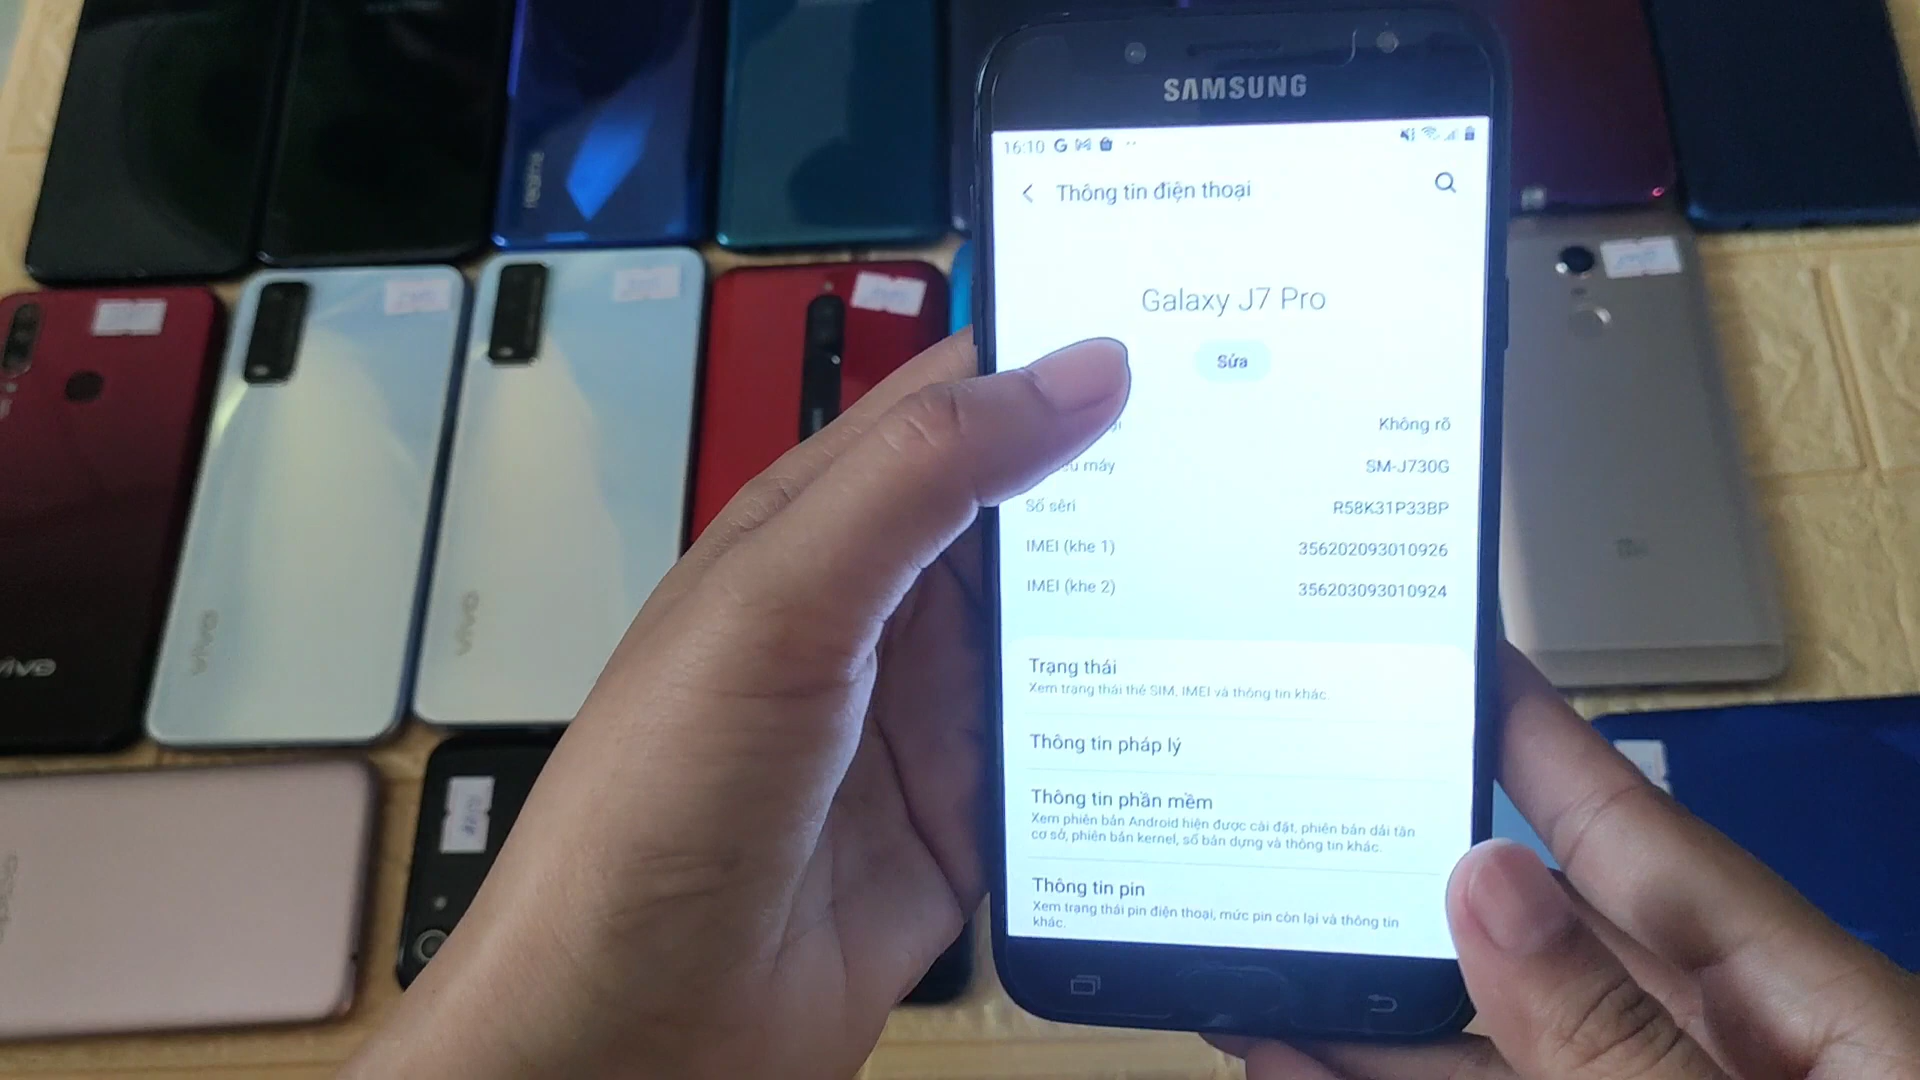 SAMSUNG
16:10
Thông tin điện thoại
Galaxy J7 Pro
Sửa
Không rõ
máy SM-J730G
Số sêri R58K31P33BP
IMEI (khe 1) 356202093010926
IMEI (khe 2) 356203093010924
Trạng thái
Xem trạng thái thẻ SIM, IMEI và thông tin khác.
Thông tin pháp lý
Thông tin phần mềm
Xem phiên bản Android hiện được cài đặt, phiên bản dải tần
cơ sở, phiên bản kernel, số bản dựng và thông tin khác.
Thông tin pin
Xem trạng thái pin điện thoại, mức pin còn lại và thông tin
khác.
realme
vivo
vivo
vivo